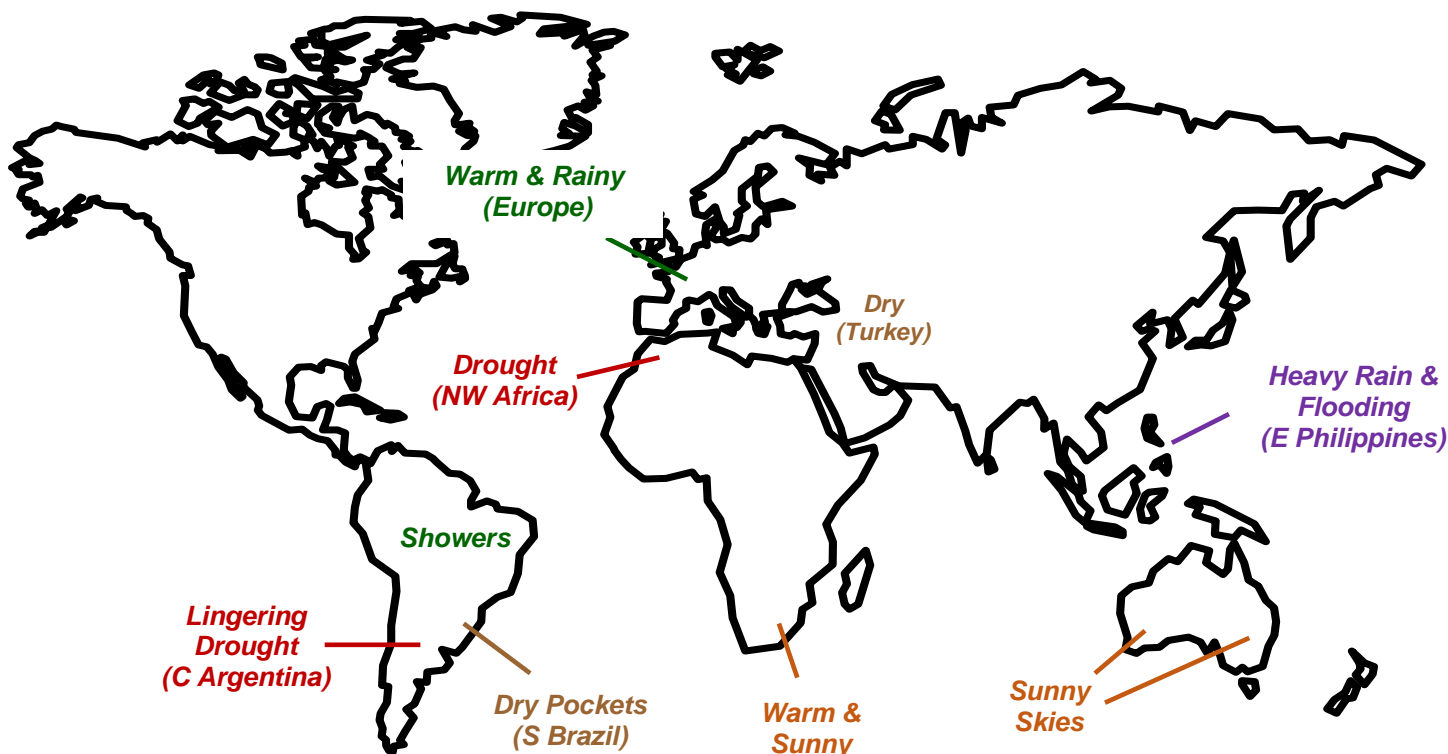 Warm & Rainy
(Europe)
Dry
(Turkey)
Drought
(NW Africa)
Heavy Rain &
Flooding
(E Philippines)
Showers
Lingering
Drought
(C Argentina)
Dry Pockets
(S Brazil)
Warm &
Sunny
Sunny
Skies